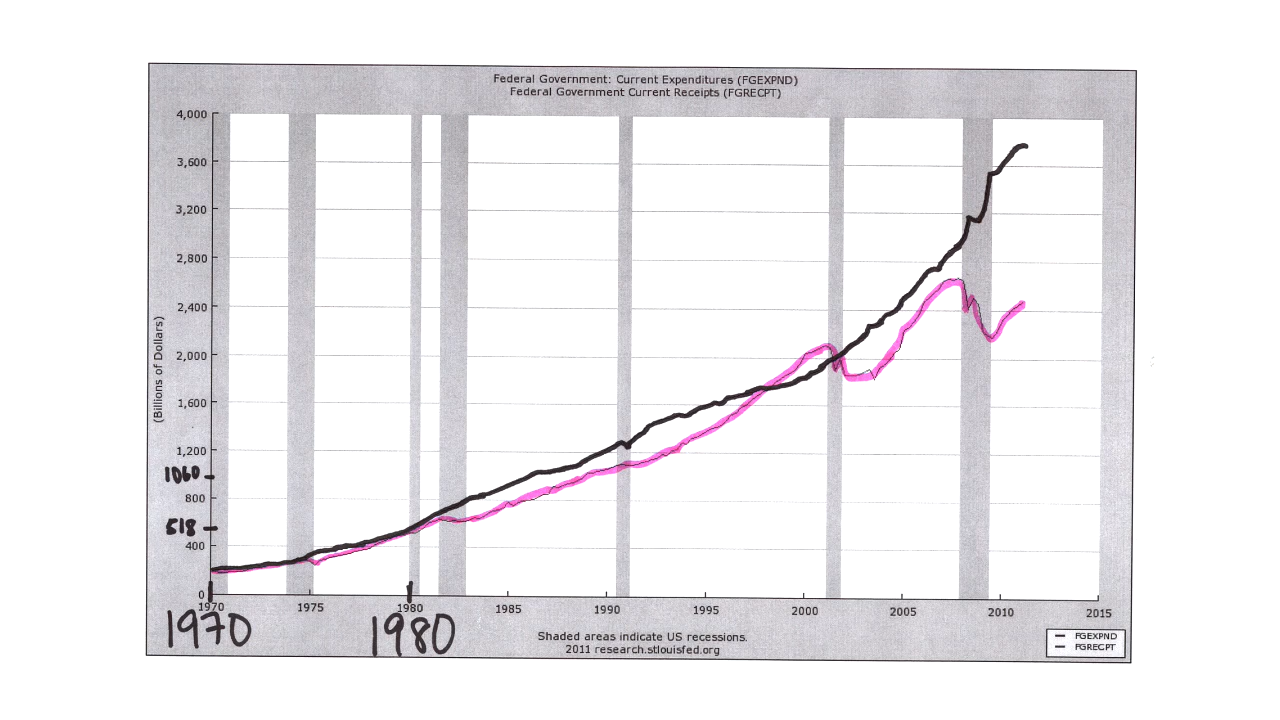 Federal Government: Current Expenditures (FGEXPND)
Federal Government Current Receipts (FGRECPT)
4,000
3,600
3,200
2,800
2,400
2,000
1,600
1,200
1060
800
518
400
0
(Billions of Dollars)
1970 1975 1980 1985 1990 1995 2000 2005 2010 2015
1970 1980
Shaded areas indicate US recessions.
2011 research.stlouisfed.org
FGEXPND
FGRECPT